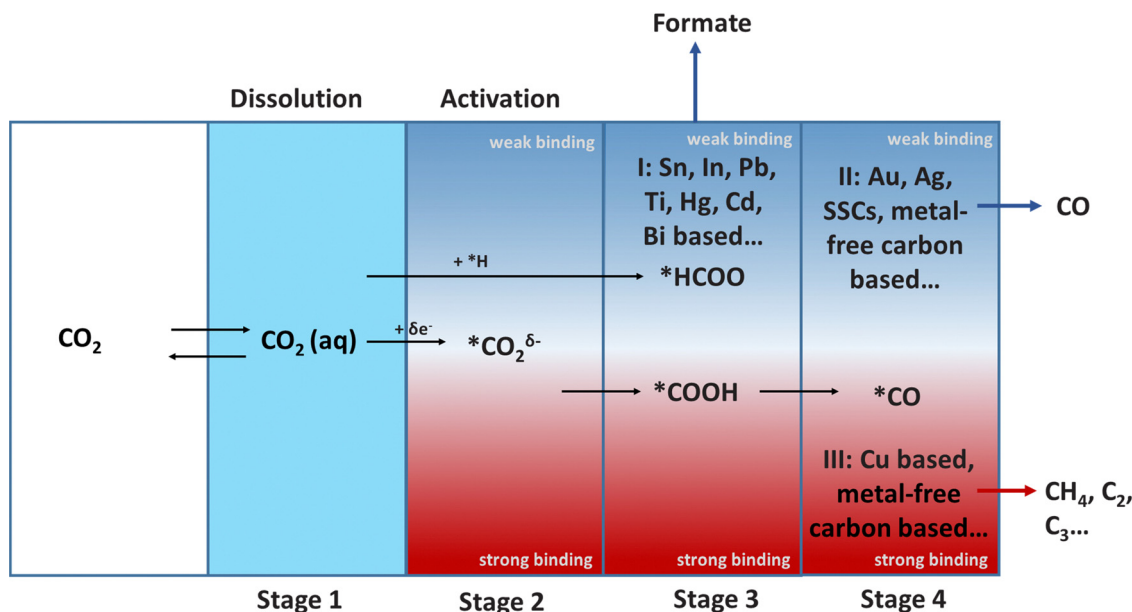 Formate
Dissolution
Activation
weak binding
weak binding
weak binding
I: Sn, In, Pb,
Ti, Hg, Cd,
Bi based...
II: Au, Ag,
SSCs, metal-
free carbon
based...
CO
+ *H
*HCOO
CO₂
CO₂ (aq)
+ δe⁻
*CO₂^δ-
*COOH
*CO
III: Cu based,
metal-free
carbon based...
CH₄, C₂,
C₃...
strong binding
strong binding
strong binding
Stage 1
Stage 2
Stage 3
Stage 4